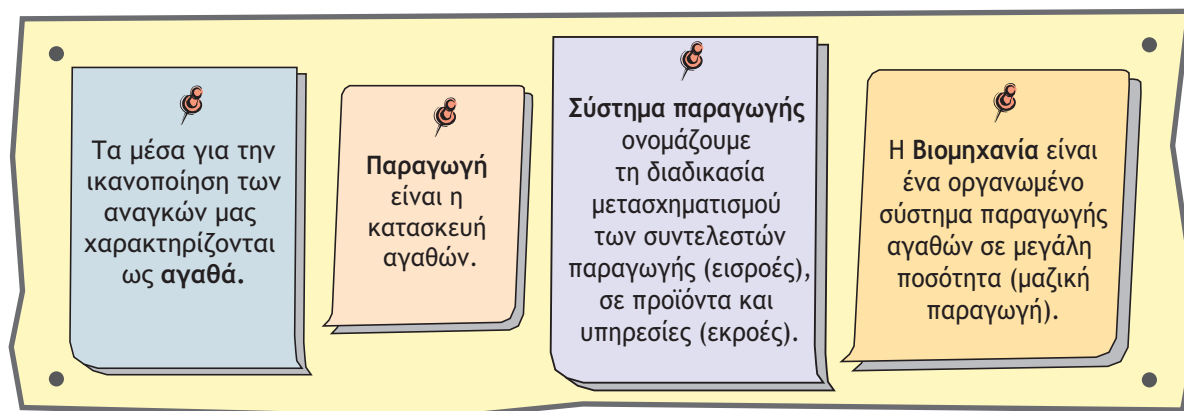 Τα μέσα για την
ικανοποίηση των
αναγκών μας
χαρακτηρίζονται
ως αγαθά.
Παραγωγή
είναι η
κατασκευή
αγαθών.
Σύστημα παραγωγής
ονομάζουμε
τη διαδικασία
μετασχηματισμού
των συντελεστών
παραγωγής (εισροές),
σε προϊόντα και
υπηρεσίες (εκροές).
Η Βιομηχανία είναι
ένα οργανωμένο
σύστημα παραγωγής
αγαθών σε μεγάλη
ποσότητα (μαζική
παραγωγή).